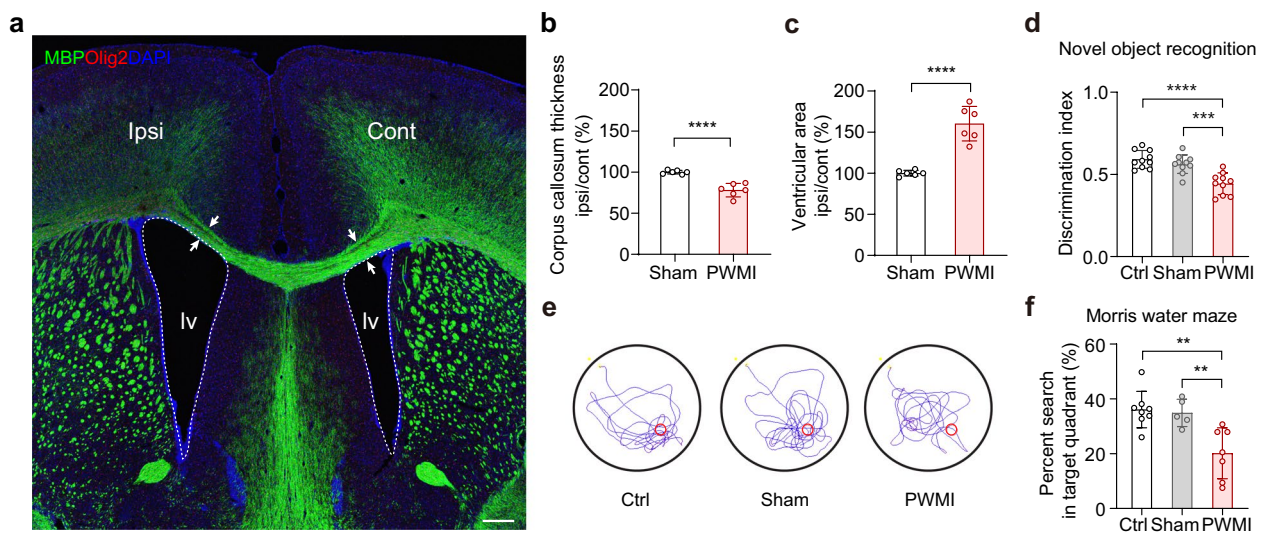 a
MBPOlig2DAPI
Ipsi
Cont
lv
lv
b
Corpus callosum thickness
ipsi/cont (%)
200
150
100
50
0
****
Sham PWMI
c
Ventricular area
ipsi/cont (%)
200
150
100
50
0
****
Sham PWMI
d
Novel object recognition
Discrimination index
1.0
0.5
0.0
****
***
Ctrl Sham PWMI
e
Ctrl
Sham
PWMI
f
Morris water maze
Percent search
in target quadrant (%)
60
40
20
0
**
**
Ctrl Sham PWMI